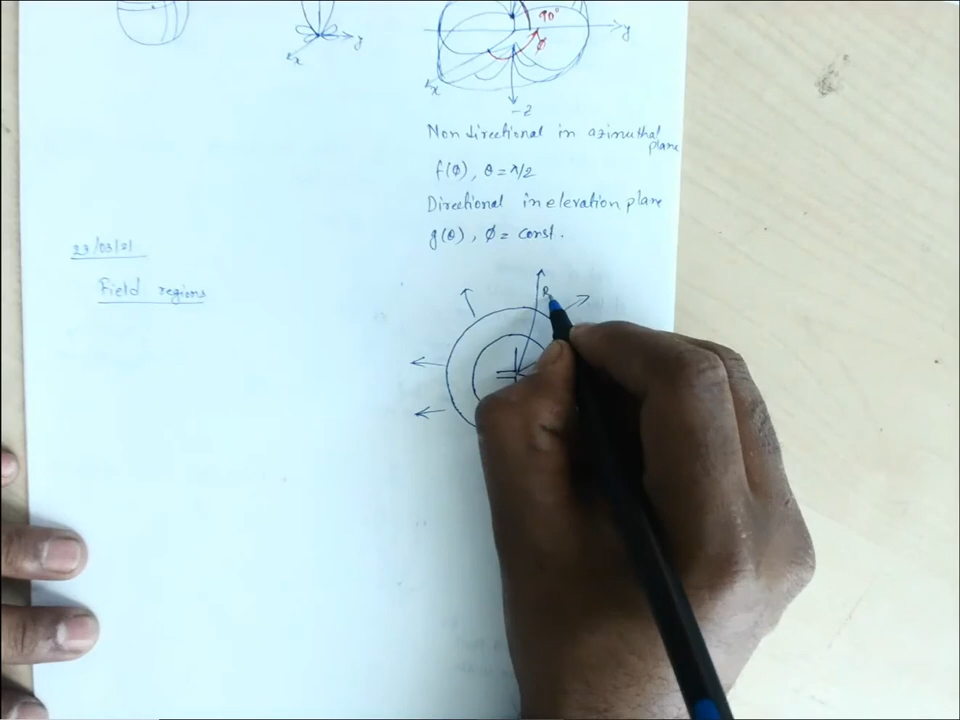 y
x
90°
φ
y
x
-z
Non directional in azimuthal plane
f(φ), θ = π/2
Directional in elevation plane
g(θ), φ = const.
23/03/21
Field regions
R